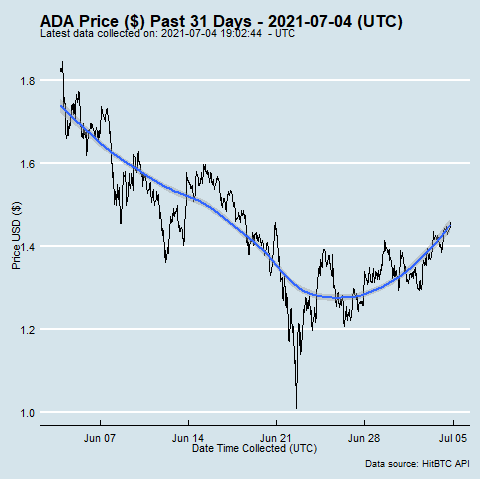 ADA Price ($) Past 31 Days - 2021-07-04 (UTC)
Latest data collected on: 2021-07-04 19:02:44  - UTC
1.8
1.6
1.4
1.2
1.0
Price USD ($)
Jun 07
Jun 14
Jun 21
Jun 28
Jul 05
Date Time Collected (UTC)
Data source: HitBTC API